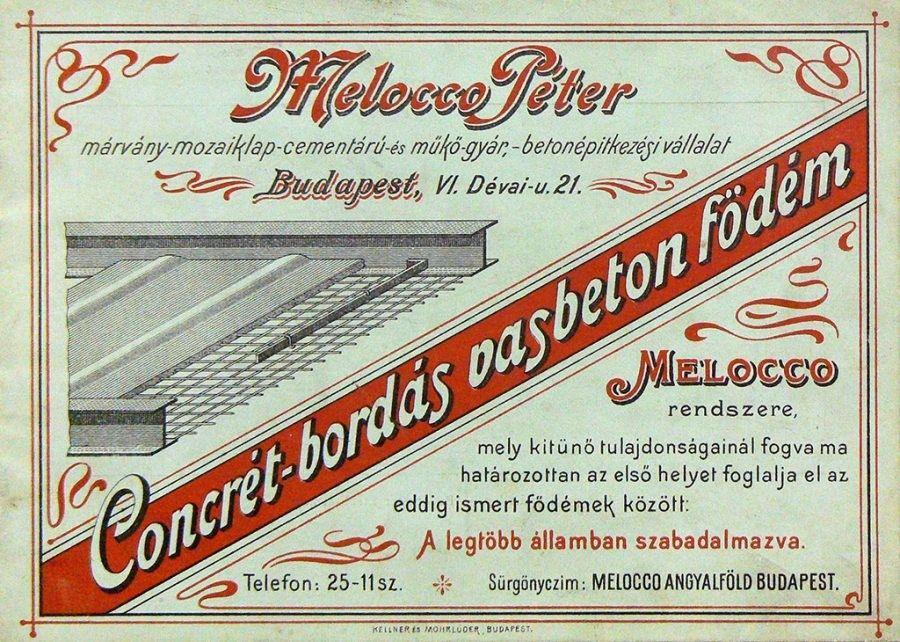 Melocco Péter
márvány-mozaiklap-cementárú-és műkő-gyár,-betonépitkezési vállalat
Budapest, VI. Dévai-u. 21.
Concrét-bordás vasbeton födém
MELOCCO
rendszere,
mely kitünő tulajdonságainál fogva ma
határozottan az első helyet foglalja el az
eddig ismert födémek között:
A legtöbb államban szabadalmazva.
Telefon: 25-11 sz.
Sürgönyczim: MELOCCO ANGYALFÖLD BUDAPEST.
KELLNER ÉS MOHRLÜDER, BUDAPEST.